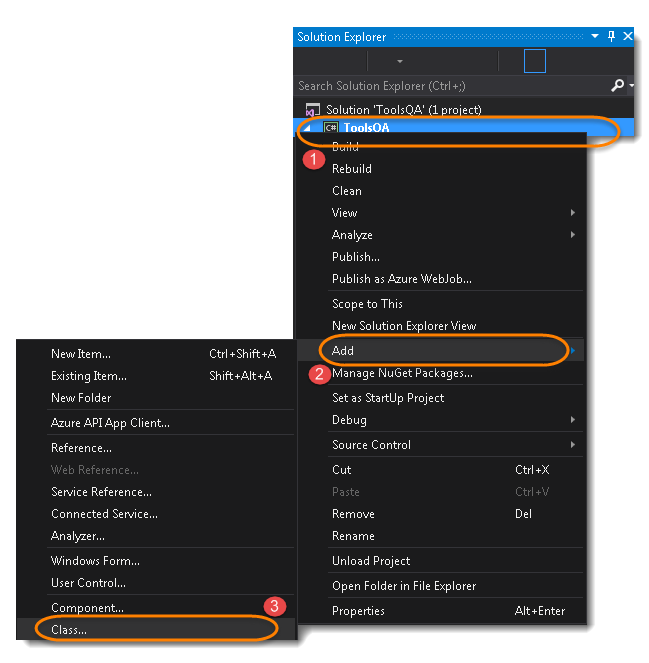 Solution Explorer
Search Solution Explorer (Ctrl+;)
Solution 'ToolsQA' (1 project)
C# ToolsQA
1
Build
Rebuild
Clean
View
Analyze
Publish...
Publish as Azure WebJob...
Scope to This
New Solution Explorer View
Add
2
Manage NuGet Packages...
Set as StartUp Project
Debug
Source Control
Cut Ctrl+X
Paste Ctrl+V
Remove Del
Rename
Unload Project
Open Folder in File Explorer
Properties Alt+Enter
New Item... Ctrl+Shift+A
Existing Item... Shift+Alt+A
New Folder
Azure API App Client...
Reference...
Web Reference...
Service Reference...
Connected Service...
Analyzer...
Windows Form...
User Control...
Component...
3
Class...